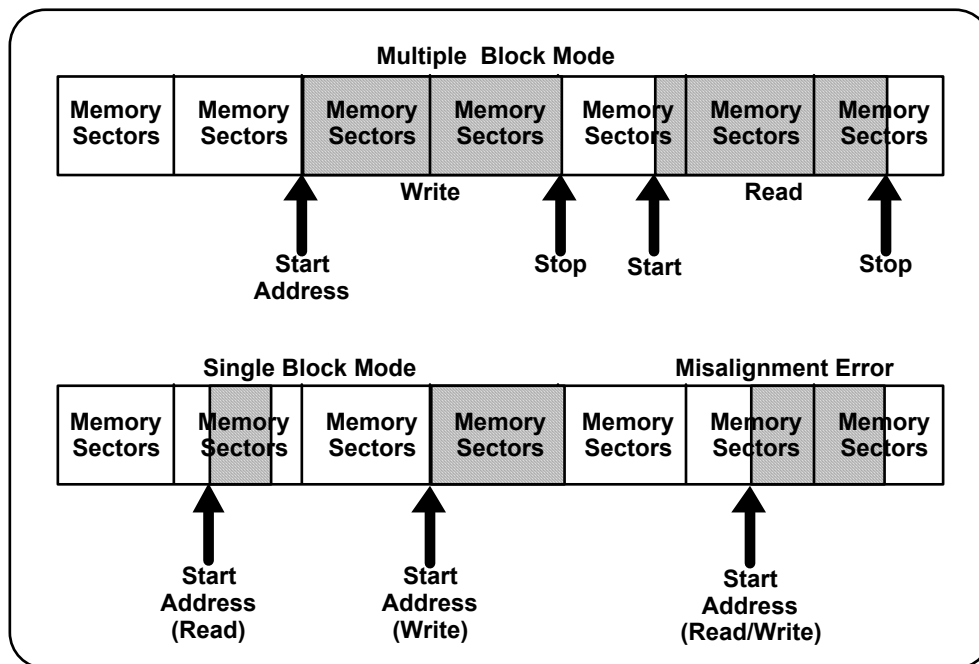 Multiple Block Mode
Memory Sectors Memory Sectors Memory Sectors Memory Sectors Memory Sectors Memory Sectors Memory Sectors
Write Read
Start Address Stop Start Stop
Single Block Mode Misalignment Error
Memory Sectors Memory Sectors Memory Sectors Memory Sectors Memory Sectors Memory Sectors Memory Sectors
Start Address (Read) Start Address (Write) Start Address (Read/Write)